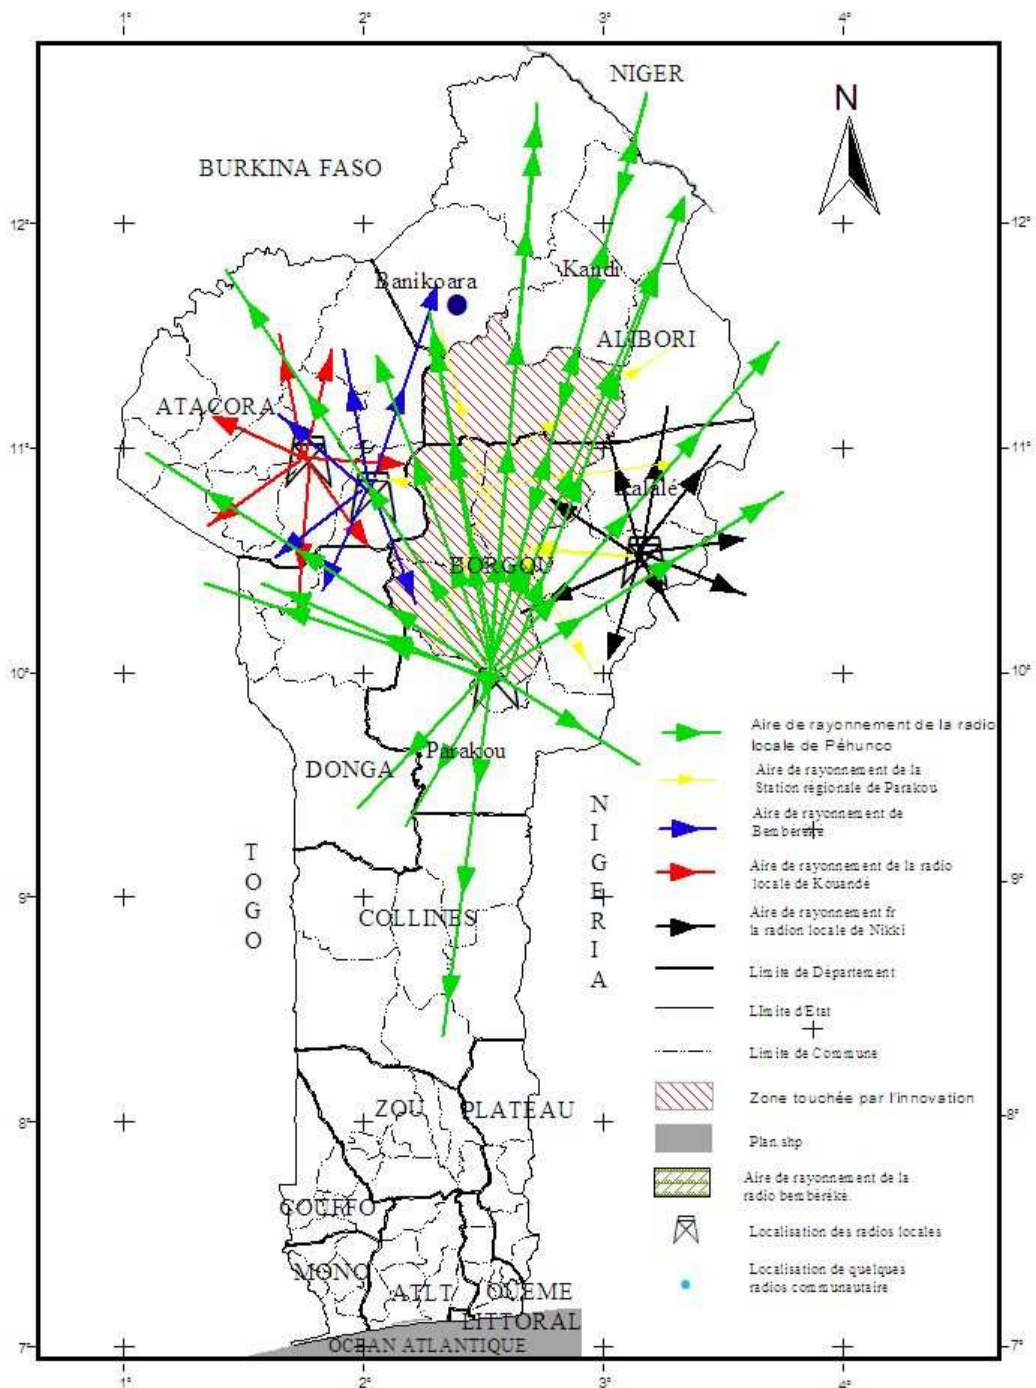 1° 2° 3° 4°
NIGER
N
BURKINA FASO
12° 12°
Kandi
Banikoara
ALIBORI
ATACORA
11° 11°
Kalale
BORGOU
10° 10°
Aire de rayonnement de la radio
locale de Péhunco
Parakou
DONGA
Aire de rayonnement de la
Station régionale de Parakou
NIGERIA
Aire de rayonnement de
Bembèrèke
TOGO
Aire de rayonnement de la radio
locale de Kouandé
9° 9°
COLLINES
Aire de rayonnement fr
la radion locale de Nikki
Limite de Département
LImite d'Etat
Limite de Commune
ZOU
PLATEAU
Zone touchée par l'innovation
8° 8°
Plan.shp
Aire de rayonnement de la
radio bembéréké.
COUFFO
Localisation des radios locales
MONO
Localisation de quelques
radios communautaire
ATLT
OUEME
LITTORAL
OCEAN ATLANTIQUE
7° 7°
1° 2° 3° 4°